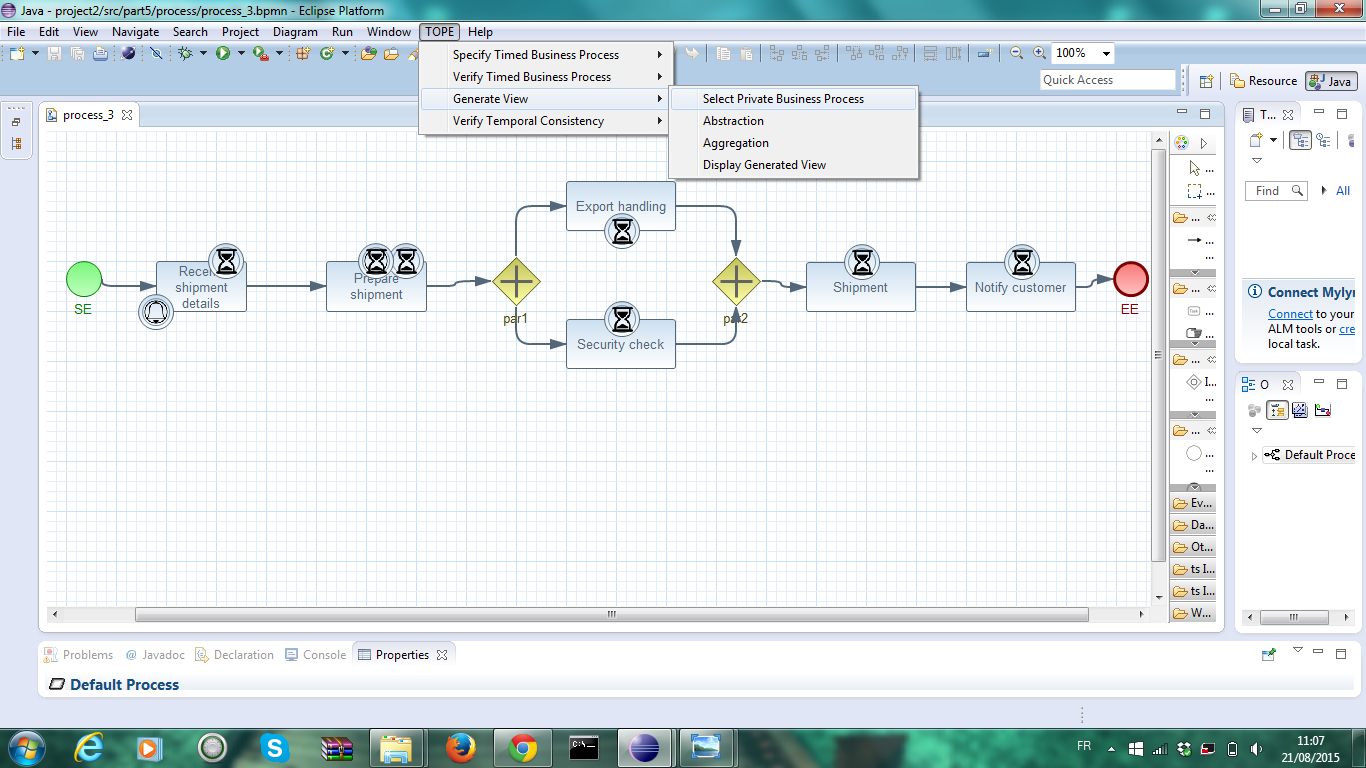 Java - project2/src/part5/process/process_3.bpmn - Eclipse Platform
File Edit View Navigate Search Project Diagram Run Window TOPE Help
Specify Timed Business Process
Verify Timed Business Process
Generate View
Verify Temporal Consistency
Select Private Business Process
Abstraction
Aggregation
Display Generated View
100%
Quick Access
Resource
Java
process_3
T...
Find
All
SE
shipment
details
Prepare
shipment
par1
Export handling
Security check
Shipment
Notify customer
EE
...
...
...
...
...
...
...
I...
...
...
...
...
Ev...
Da...
Ot...
ts I...
ts I...
W...
Connect Mylyn
Connect to your
ALM tools or cre
local task.
O
Default Proce
Problems
@ Javadoc
Declaration
Console
Properties
Default Process
FR
11:07
21/08/2015